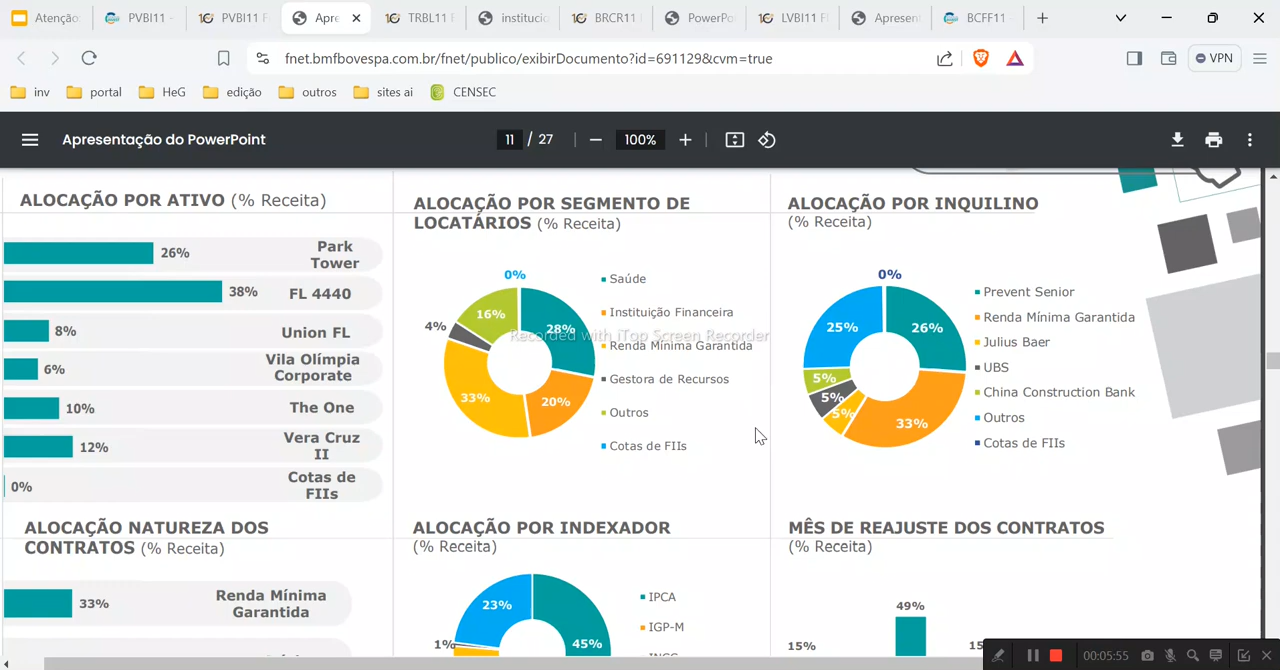 Atenção:
PVBI11 -
PVBI11 F
Apre
TRBL11 F
institucio
BRCR11
PowerPo
LVBI11 F
Apresent
BCFF11
fnet.bmfbovespa.com.br/fnet/publico/exibirDocumento?id=691129&cvm=true
VPN
inv
portal
HeG
edição
outros
sites ai
CENSEC
Apresentação do PowerPoint
11 / 27
100%
ALOCAÇÃO POR ATIVO (% Receita)
26%
Park
Tower
38%
FL 4440
8%
Union FL
6%
Vila Olímpia
Corporate
10%
The One
12%
Vera Cruz
II
0%
Cotas de
FIIs
ALOCAÇÃO POR SEGMENTO DE
LOCATÁRIOS (% Receita)
0%
16%
28%
4%
33%
20%
Saúde
Instituição Financeira
Renda Mínima Garantida
Gestora de Recursos
Outros
Cotas de FIIs
Recorded with iTop Screen Recorder
ALOCAÇÃO POR INQUILINO
(% Receita)
0%
25%
26%
5%
5%
5%
33%
Prevent Senior
Renda Mínima Garantida
Julius Baer
UBS
China Construction Bank
Outros
Cotas de FIIs
ALOCAÇÃO NATUREZA DOS
CONTRATOS (% Receita)
33%
Renda Mínima
Garantida
ALOCAÇÃO POR INDEXADOR
(% Receita)
23%
1%
45%
IPCA
IGP-M
MÊS DE REAJUSTE DOS CONTRATOS
(% Receita)
49%
15%
00:05:55